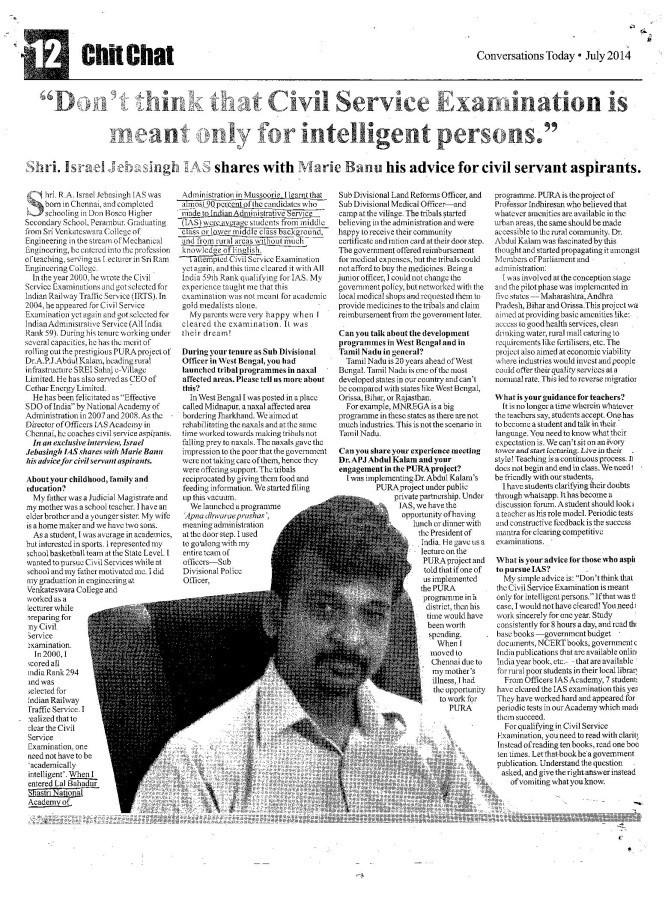 12 Chit Chat
Conversations Today • July 2014
“Don’t think that Civil Service Examination is
meant only for intelligent persons.”
Shri. Israel Jebasingh IAS shares with Marie Banu his advice for civil servant aspirants.
Shri. R.A. Israel Jebasingh IAS was
born in Chennai, and completed
schooling in Don Bosco Higher
Secondary School, Perambur. Graduating
from Sri Venkateswara College of
Engineering in the stream of Mechanical
Engineering, he entered into the profession
of teaching, serving as Lecturer in Sri Ram
Engineering College.
In the year 2000, he wrote the Civil
Service Examinations and got selected for
Indian Railway Traffic Service (IRTS). In
2004, he appeared for Civil Service
Examination yet again and got selected for
Indian Administrative Service (All India
Rank 59). During his tenure working under
several capacities, he has the merit of
rolling out the prestigious PURA project of
Dr.A.P.J.Abdul Kalam, heading rural
infrastructure SREI Sahaj e-Village
Limited. He has also served as CEO of
Cethar Energy Limited.
He has been felicitated as “Effective
SDO of India” by National Academy of
Administration in 2007 and 2008. As the
Director of Officers IAS Academy in
Chennai, he coaches civil service aspirants.
In an exclusive interview, Israel
Jebasingh IAS shares with Marie Banu
his advice for civil servant aspirants.
About your childhood, family and
education?
My father was a Judicial Magistrate and
my mother was a school teacher. I have an
elder brother and a younger sister. My wife
is a home maker and we have two sons.
As a student, I was average in academics,
but interested in sports. I represented my
school basketball team at the State Level. I
wanted to pursue Civil Services while at
school and my father motivated me. I did
my graduation in engineering at
Venkateswara College and
worked as a
lecturer while
preparing for
my Civil
Service
examination.
In 2000, I
scored all
India Rank 294
and was
selected for
Indian Railway
Traffic Service. I
realized that to
clear the Civil
Service
Examination, one
need not have to be
‘academically
intelligent’. When I
entered Lal Bahadur
Shastri National
Academy of
Administration in Mussoorie, I learnt that
almost 90 percent of the candidates who
made to Indian Administrative Service
(IAS) were average students from middle
class or lower middle class background,
and from rural areas without much
knowledge of English.
I attempted Civil Service Examination
yet again, and this time cleared it with All
India 59th Rank qualifying for IAS. My
experience taught me that this
examination was not meant for academic
gold medalists alone.
My parents were very happy when I
cleared the examination. It was
their dream!
During your tenure as Sub Divisional
Officer in West Bengal, you had
launched tribal programmes in naxal
affected areas. Please tell us more about
this?
In West Bengal I was posted in a place
called Midnapur, a naxal affected area
bordering Jharkhand. We aimed at
rehabilitating the naxals and at the same
time worked towards making tribals not
falling prey to naxals. The naxals gave the
impression to the poor that the government
were not taking care of them, hence they
were offering support. The tribals
reciprocated by giving them food and
feeding information. We started filling
up this vacuum.
We launched a programme
meaning administration
at the door step. I used
to go along with my
entire team of
officers—Sub
Divisional Police
Officer,
Sub Divisional Land Reforms Officer, and
Sub Divisional Medical Officer—and
camp at the village. The tribals started
believing in the administration and were
happy to receive their community
certificate and ration card at their door step.
The government offered reimbursement
for medical expenses, but the tribals could
not afford to buy the medicines. Being a
junior officer, I could not change the
government policy, but networked with the
local medical shops and requested them to
provide medicines to the tribals and claim
reimbursement from the government later.
Can you talk about the development
programmes in West Bengal and in
Tamil Nadu in general?
Tamil Nadu is 20 years ahead of West
Bengal. Tamil Nadu is one of the most
developed states in our country and can’t
be compared with states like West Bengal,
Orissa, Bihar, or Rajasthan.
For example, MNREGA is a big
programme in these states as there are not
much industries. This is not the scenario in
Tamil Nadu.
Can you share your experience meeting
Dr. APJ Abdul Kalam and your
engagement in the PURA project?
I was implementing Dr. Abdul Kalam’s
PURA project under public
private partnership. Under
IAS, we have the
opportunity of having
lunch or dinner with
the President of
India. He gave us a
lecture on the
PURA project and
told that if one of
us implemented
the PURA
programme in a
district, then his
time would have
been worth
spending.
When I
moved to
Chennai due to
my mother’s
illness, I had
the opportunity
to work for
PURA
programme. PURA is the project of
Professor Indhiresan who believed that
whatever amenities are available in the
urban areas, the same should be made
accessible to the rural community. Dr.
Abdul Kalam was fascinated by this
thought and started propagating it amongst
Members of Parliament and
administration.
I was involved at the conception stage
and the pilot phase was implemented in
five states — Maharashtra, Andhra
Pradesh, Bihar and Orissa. This project wa
aimed at providing basic amenities like:
access to good health services, clean
drinking water, rural mall catering to
requirements like fertilisers, etc. The
project also aimed at economic viability
where industries would invest and people
could offer their quality services at a
nominal rate. This led to reverse migration
What is your guidance for teachers?
It is no longer a time wherein whatever
the teachers say, students accept. One has
to become a student and talk in their
language. You need to know what their
expectation is. We can’t sit on an ivory
tower and start lecturing. Live in their
style! Teaching is a continuous process. It
does not begin and end in class. We need t
be friendly with our students.
I have students clarifying their doubts
through whatsapp. It has become a
discussion forum. A student should look a
a teacher as his role model. Periodic tests
and constructive feedback is the success
mantra for clearing competitive
examinations.
What is your advice for those who aspir
to pursue IAS?
My simple advice is: “Don’t think that
the Civil Service Examination is meant
only for intelligent persons.” If that was th
case, I would not have cleared! You need t
work sincerely for one year. Study
consistently for 8 hours a day, and read the
base books — government budget
documents, NCERT books, government o
India publications that are available online
India year book, etc. – that are available
for rural poor students in their local library
From Officers IAS Academy, 7 students
have cleared the IAS examination this yea
They have worked hard and appeared for
periodic tests in our Academy which made
them succeed.
For qualifying in Civil Service
Examination, you need to read with clarity
Instead of reading ten books, read one boo
ten times. Let that book be a government
publication. Understand the question
asked, and give the right answer instead
of vomiting what you know.